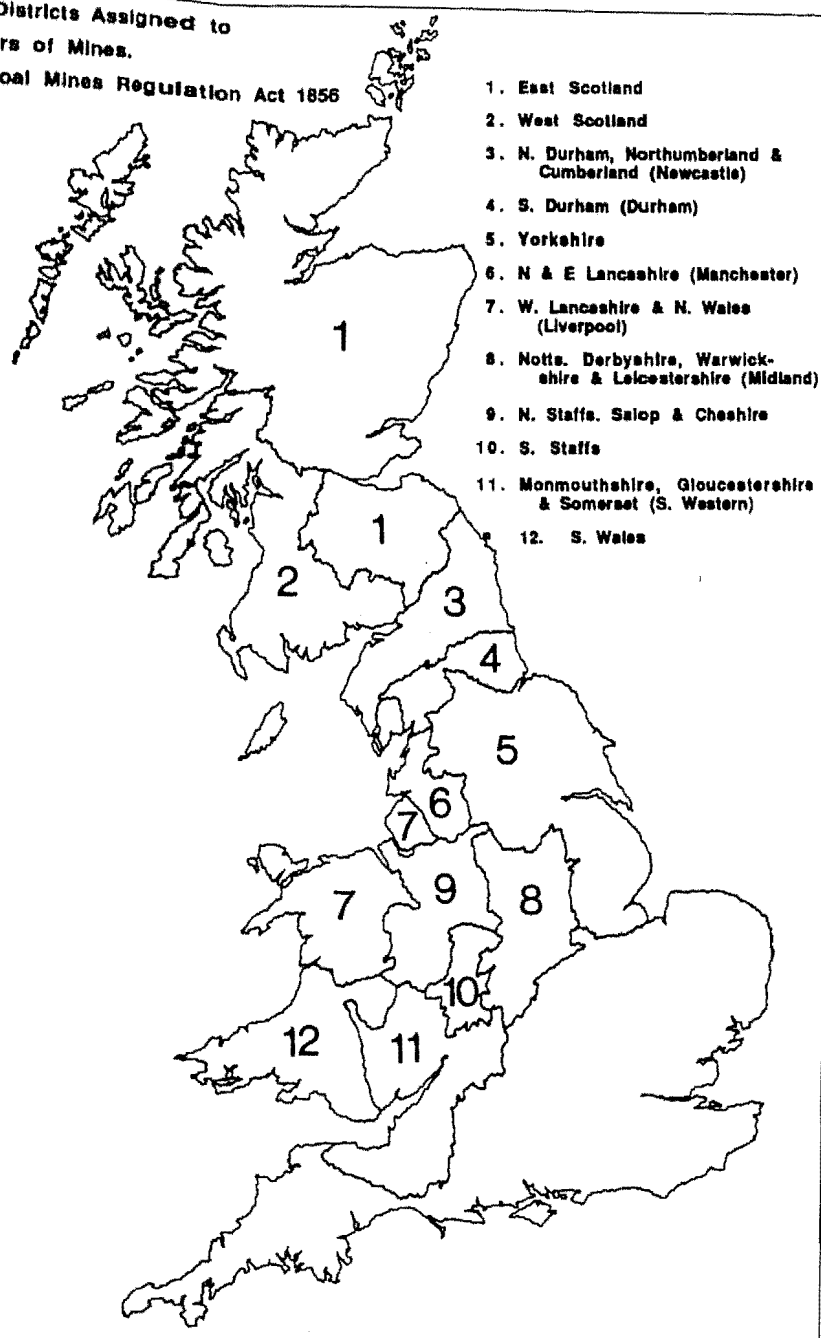 Districts Assigned to
rs of Mines.
oal Mines Regulation Act 1856
1. East Scotland
2. West Scotland
3. N. Durham, Northumberland &
Cumberland (Newcastle)
4. S. Durham (Durham)
5. Yorkshire
6. N & E Lancashire (Manchester)
7. W. Lancashire & N. Wales
(Liverpool)
8. Notts. Derbyshire, Warwick-
shire & Leicestershire (Midland)
9. N. Staffs. Salop & Cheshire
10. S. Staffs
11. Monmouthshire, Gloucestershire
& Somerset (S. Western)
12. S. Wales
1
1
2
3
4
5
6
7
7
9
8
10
12
11